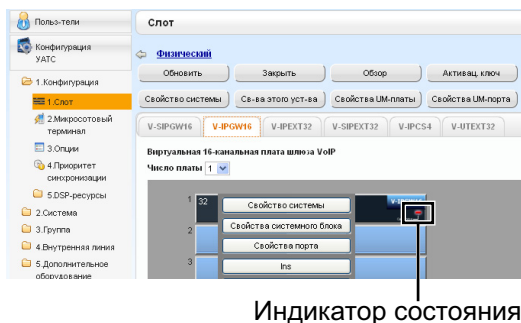 Польз-тели
Конфигурация
УАТС
1.Конфигурация
1.Слот
2.Микросотовый
терминал
3.Опции
4.Приоритет
синхронизации
5.DSP-ресурсы
2.Система
3.Группа
4.Внутренняя линия
5.Дополнительное
оборудование
Слот
Физический
Обновить
Закрыть
Обзор
Активац. ключ
Свойство системы
Св-ва этого уст-ва
Свойства UM-платы
Свойства UM-порта
V-SIPGW16
V-IPGW16
V-IPEXT32
V-SIPEXT32
V-IPCS4
V-UTEXT32
Виртуальная 16-канальная плата шлюза VoIP
Число платы 1
1
32
2
3
Свойство системы
Свойства системного блока
Свойства порта
Ins
Индикатор состояния